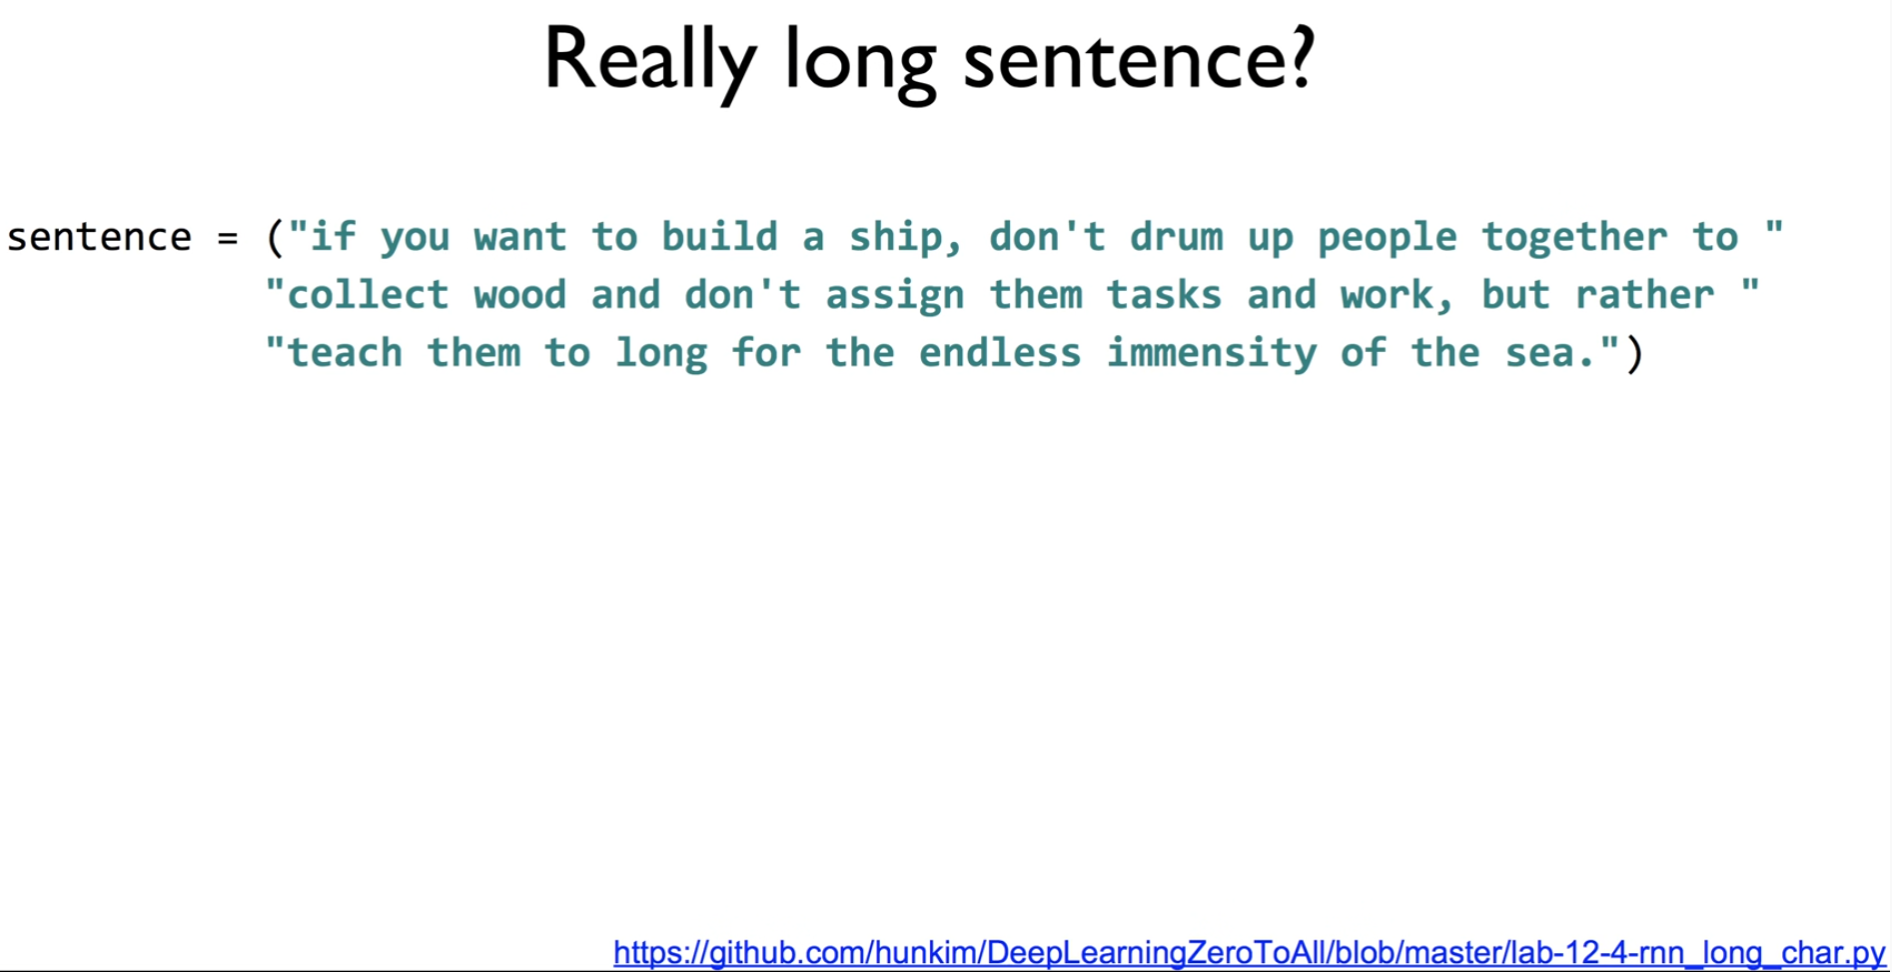 Really long sentence?
sentence = ("if you want to build a ship, don't drum up people together to "
"collect wood and don't assign them tasks and work, but rather "
"teach them to long for the endless immensity of the sea.")
https://github.com/hunkim/DeepLearningZeroToAll/blob/master/lab-12-4-rnn_long_char.py